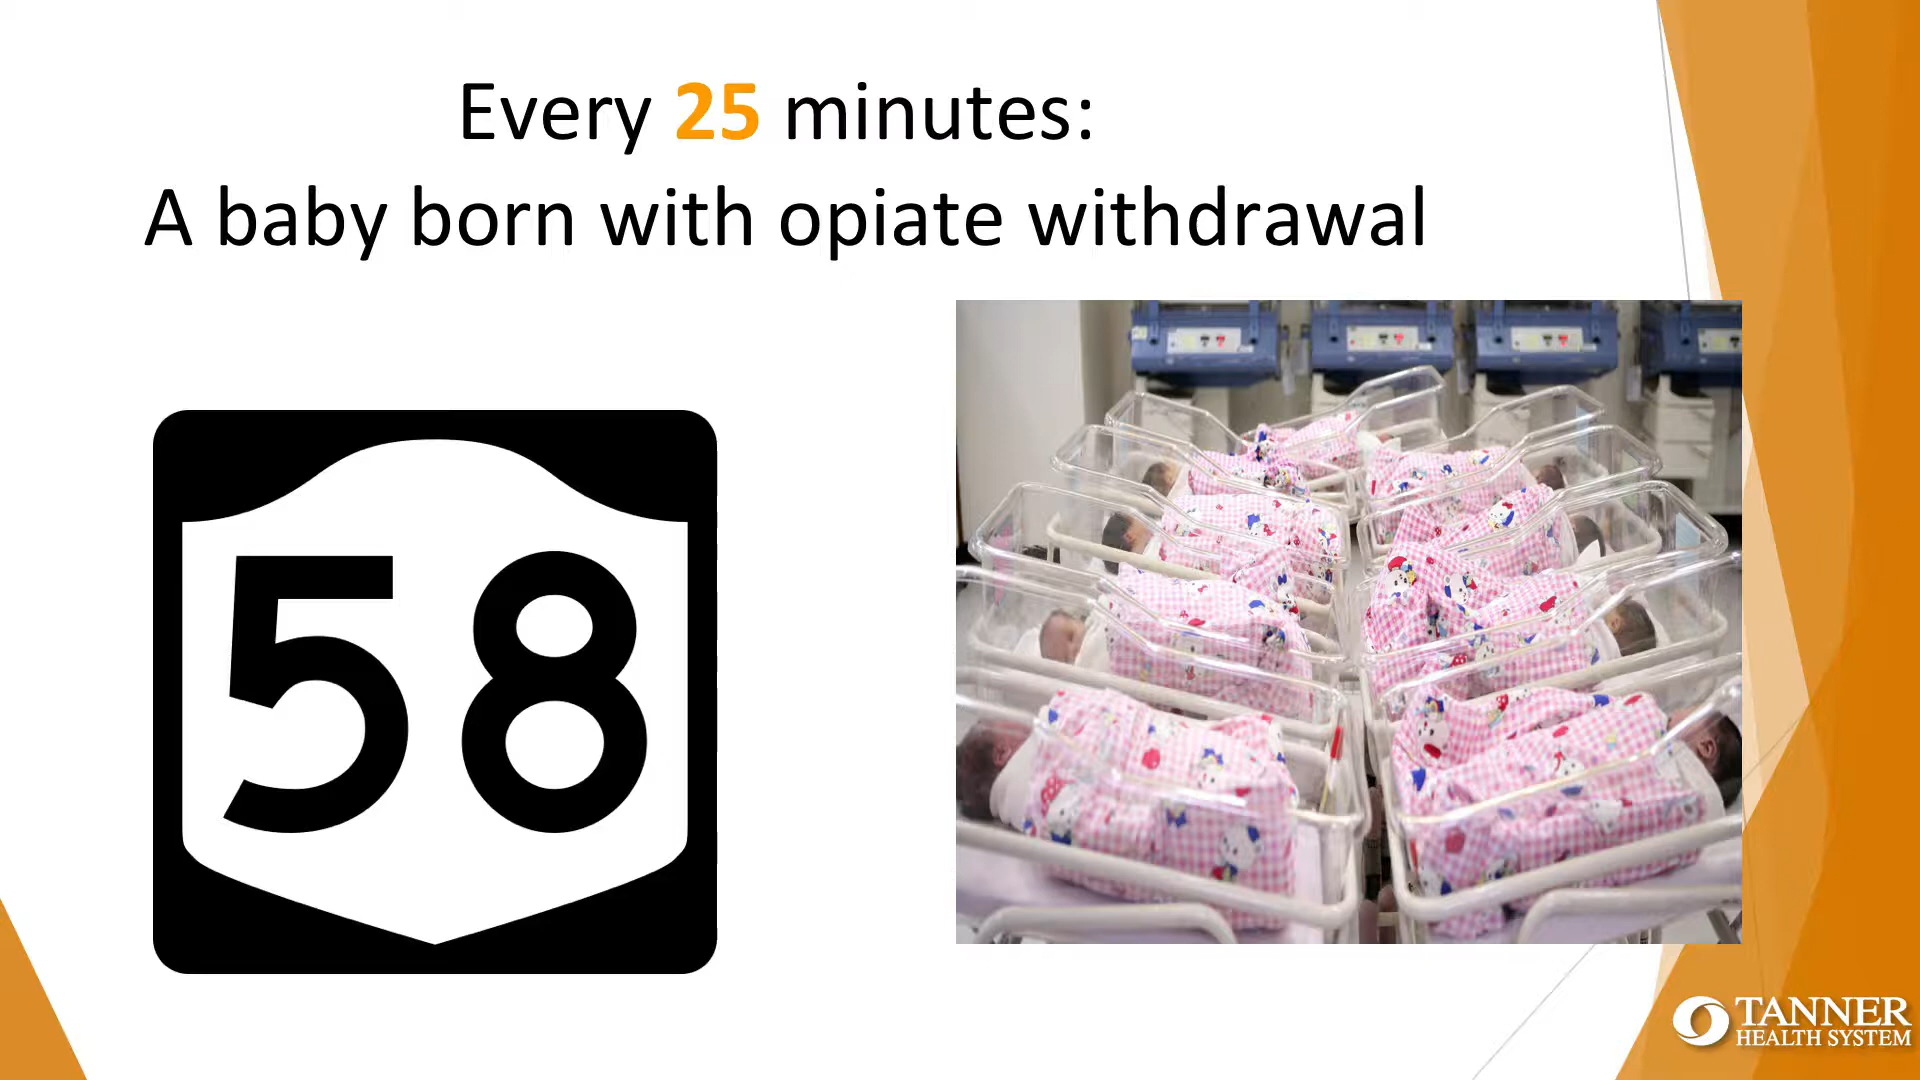 Every 25 minutes:
A baby born with opiate withdrawal
58
TANNER
HEALTH SYSTEM